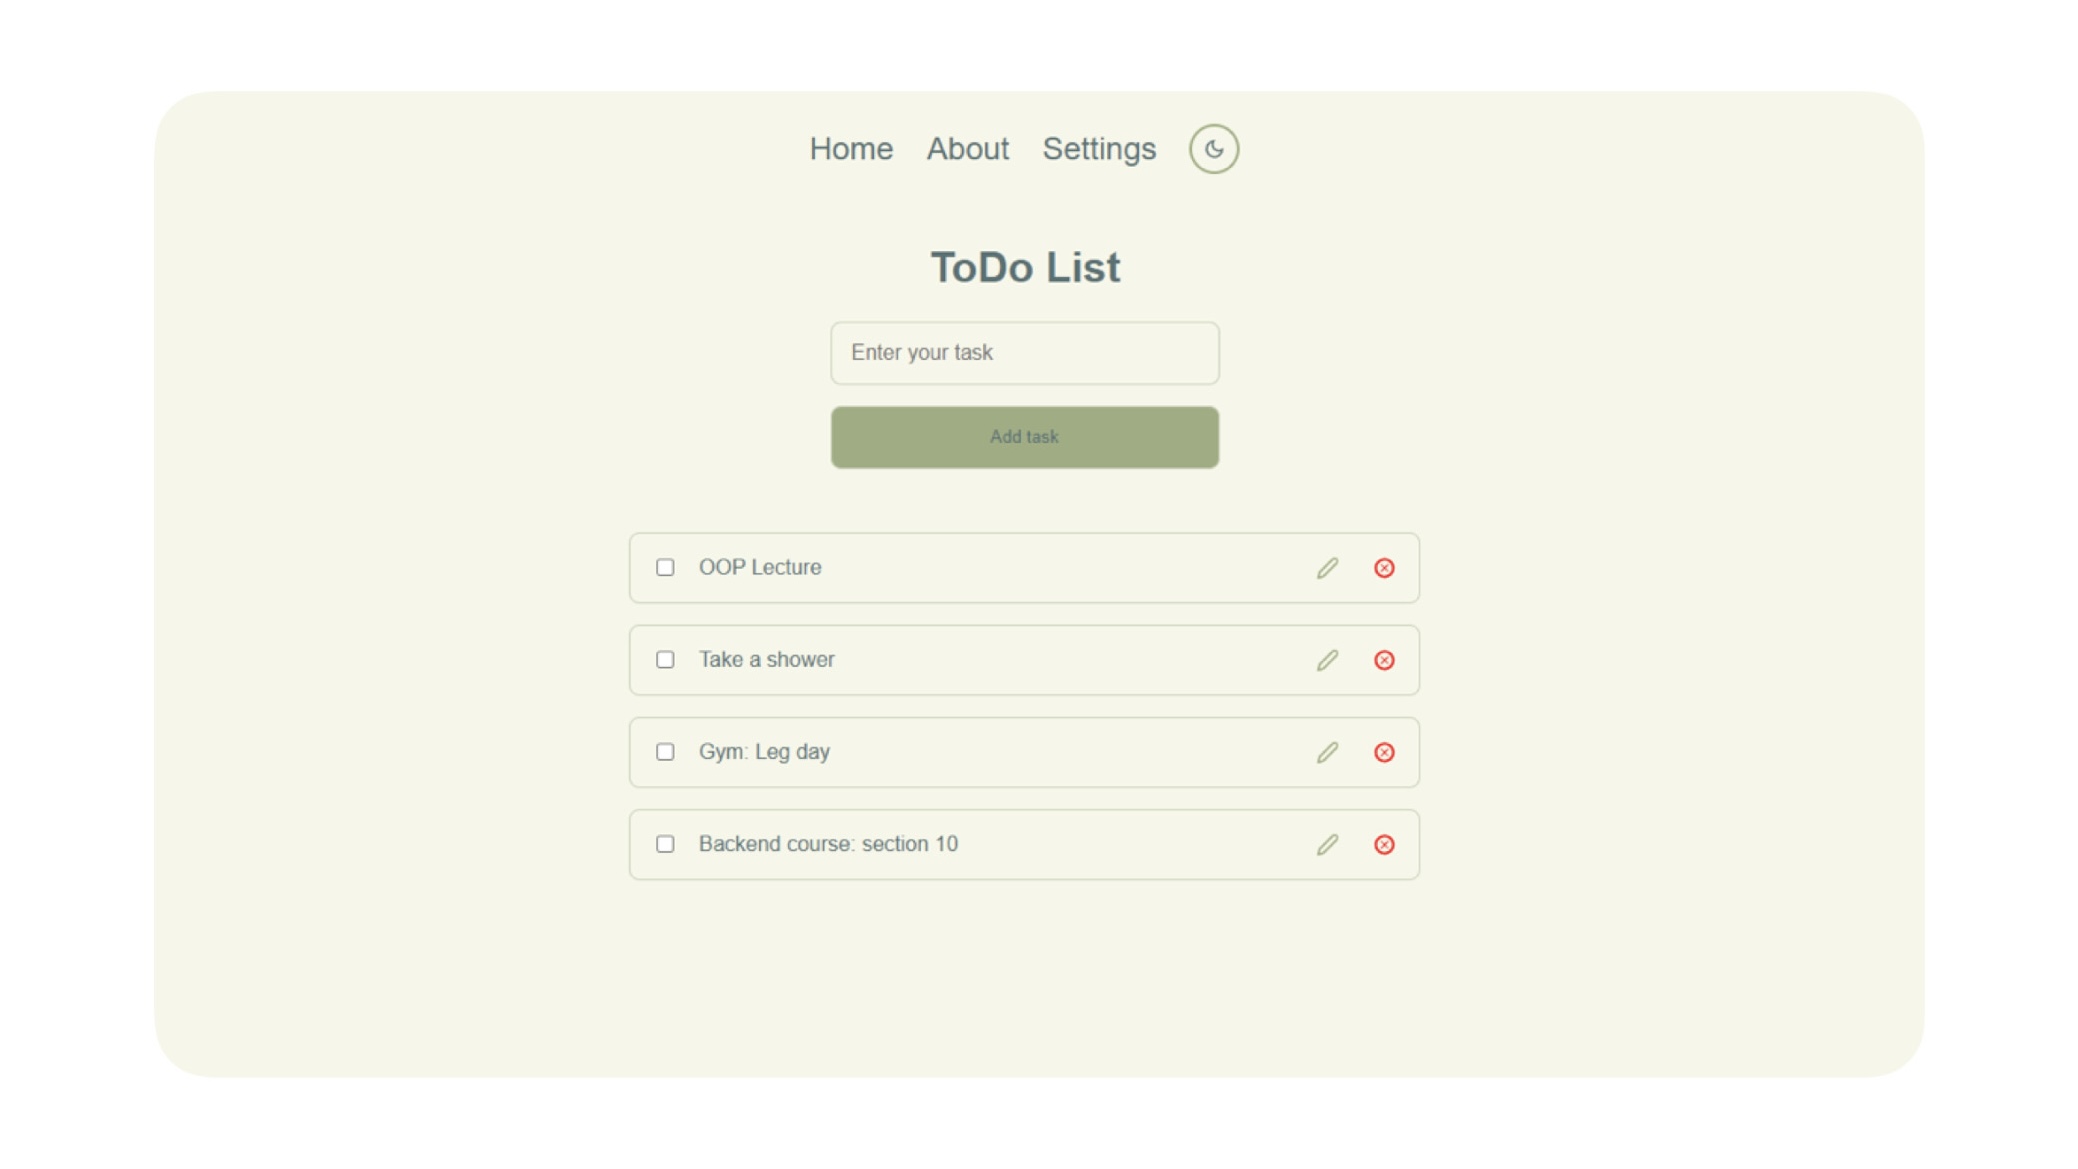 Home About Settings
ToDo List
Enter your task
Add task
OOP Lecture
Take a shower
Gym: Leg day
Backend course: section 10